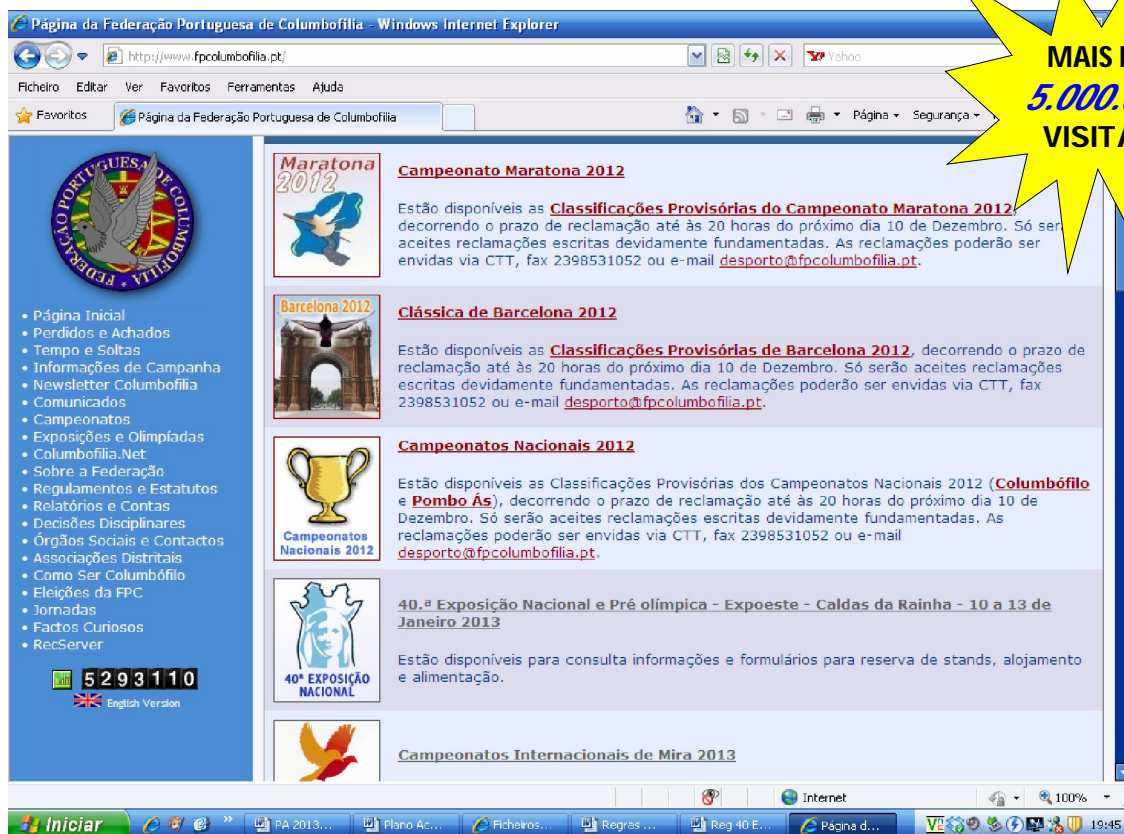 Página da Federação Portuguesa de Columbofilia - Windows Internet Explorer
http://www.fpcolumbofilia.pt/
Yahoo
Ficheiro Editar Ver Favoritos Ferramentas Ajuda
Favoritos
Página da Federação Portuguesa de Columbofilia
Página
Segurança
MAIS
5.000.
VISITA
FEDERAÇÃO PORTUGUESA DE COLUMBOFILIA
• Página Inicial
• Perdidos e Achados
• Tempo e Soltas
• Informações de Campanha
• Newsletter Columbofilia
• Comunicados
• Campeonatos
• Exposições e Olimpíadas
• Columbofilia.Net
• Sobre a Federação
• Regulamentos e Estatutos
• Relatórios e Contas
• Decisões Disciplinares
• Órgãos Sociais e Contactos
• Associações Distritais
• Como Ser Columbófilo
• Eleições da FPC
• Jornadas
• Factos Curiosos
• RecServer
5293110
English Version
Maratona
2012
Campeonato Maratona 2012
Estão disponíveis as Classificações Provisórias do Campeonato Maratona 2012,
decorrendo o prazo de reclamação até às 20 horas do próximo dia 10 de Dezembro. Só
aceites reclamações escritas devidamente fundamentadas. As reclamações poderão ser
envidas via CTT, fax 2398531052 ou e-mail desporto@fpcolumbofilia.pt.
Barcelona 2012
Clássica de Barcelona 2012
Estão disponíveis as Classificações Provisórias de Barcelona 2012, decorrendo o prazo de
reclamação até às 20 horas do próximo dia 10 de Dezembro. Só serão aceites reclamações
escritas devidamente fundamentadas. As reclamações poderão ser envidas via CTT, fax
2398531052 ou e-mail desporto@fpcolumbofilia.pt.
Campeonatos
Nacionais 2012
Campeonatos Nacionais 2012
Estão disponíveis as Classificações Provisórias dos Campeonatos Nacionais 2012 (Columbófilo
e Pombo Ás), decorrendo o prazo de reclamação até às 20 horas do próximo dia 10 de
Dezembro. Só serão aceites reclamações escritas devidamente fundamentadas. As
reclamações poderão ser envidas via CTT, fax 2398531052 ou e-mail
desporto@fpcolumbofilia.pt.
40ª EXPOSIÇÃO
NACIONAL
40.ª Exposição Nacional e Pré olímpica - Expoeste - Caldas da Rainha - 10 a 13 de
Janeiro 2013
Estão disponíveis para consulta informações e formulários para reserva de stands, alojamento
e alimentação.
Campeonatos Internacionais de Mira 2013
Internet
100%
Iniciar
PA 2013...
Plano Ac...
Ficheiros...
Regras ...
Reg 40 E...
Página d...
19:45